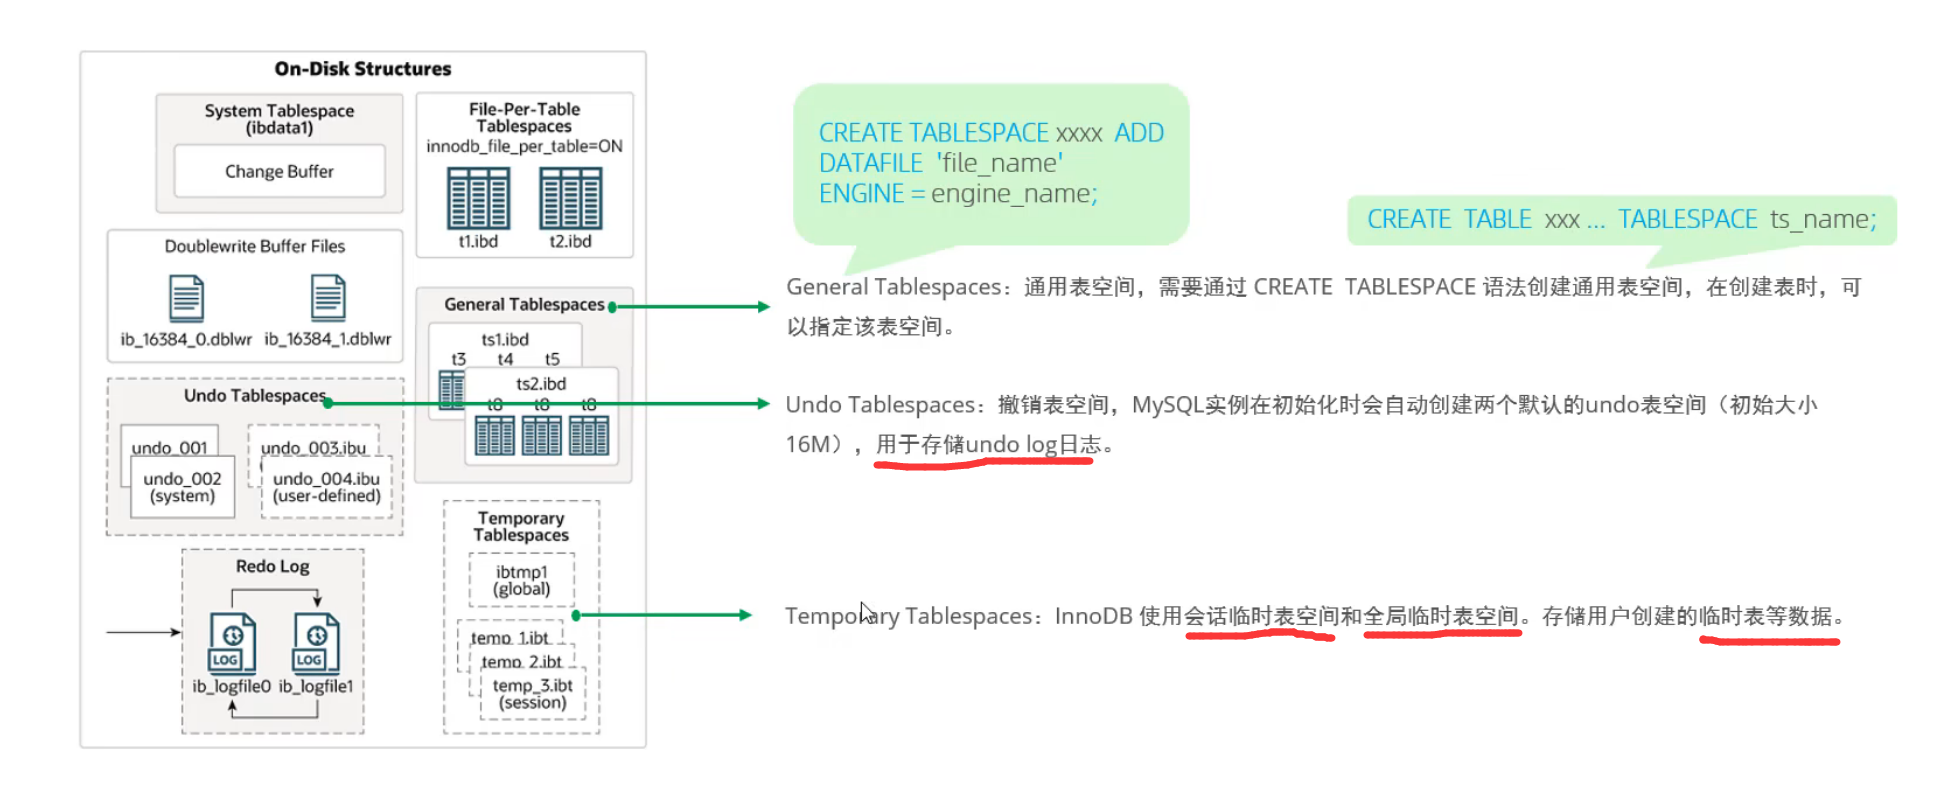 On-Disk Structures
System Tablespace
(ibdata1)
Change Buffer
File-Per-Table
Tablespaces
innodb_file_per_table=ON
t1.ibd
t2.ibd
Doublewrite Buffer Files
ib_16384_0.dblwr
ib_16384_1.dblwr
General Tablespaces
ts1.ibd
t3 t4 t5
ts2.ibd
t8 t8 t8
Undo Tablespaces
undo_001
undo_002
(system)
undo_003.ibu
undo_004.ibu
(user-defined)
Temporary
Tablespaces
ibtmp1
(global)
temp_1.ibt
temp_2.ibt
temp_3.ibt
(session)
Redo Log
LOG
LOG
ib_logfile0
ib_logfile1
CREATE TABLESPACE xxxx ADD
DATAFILE 'file_name'
ENGINE = engine_name;
CREATE TABLE xxx ... TABLESPACE ts_name;
General Tablespaces：通用表空间，需要通过 CREATE TABLESPACE 语法创建通用表空间，在创建表时，可
以指定该表空间。
Undo Tablespaces：撤销表空间，MySQL实例在初始化时会自动创建两个默认的undo表空间（初始大小
16M），用于存储undo log日志。
Temporary Tablespaces：InnoDB 使用会话临时表空间和全局临时表空间。存储用户创建的临时表等数据。